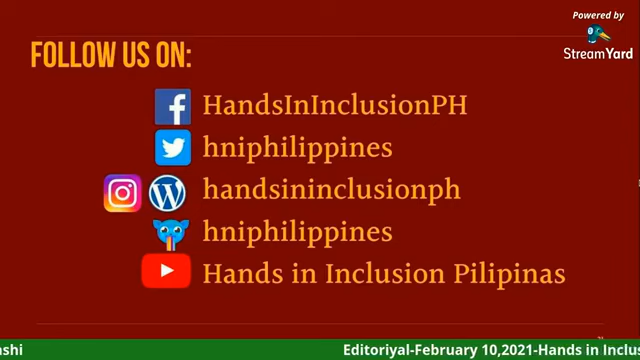 Powered by
StreamYard
FOLLOW US ON:
HandsInInclusionPH
hniphilippines
handsininclusionph
hniphilippines
Hands in Inclusion Pilipinas
ashi Editoriyal-February 10,2021-Hands in Inclus